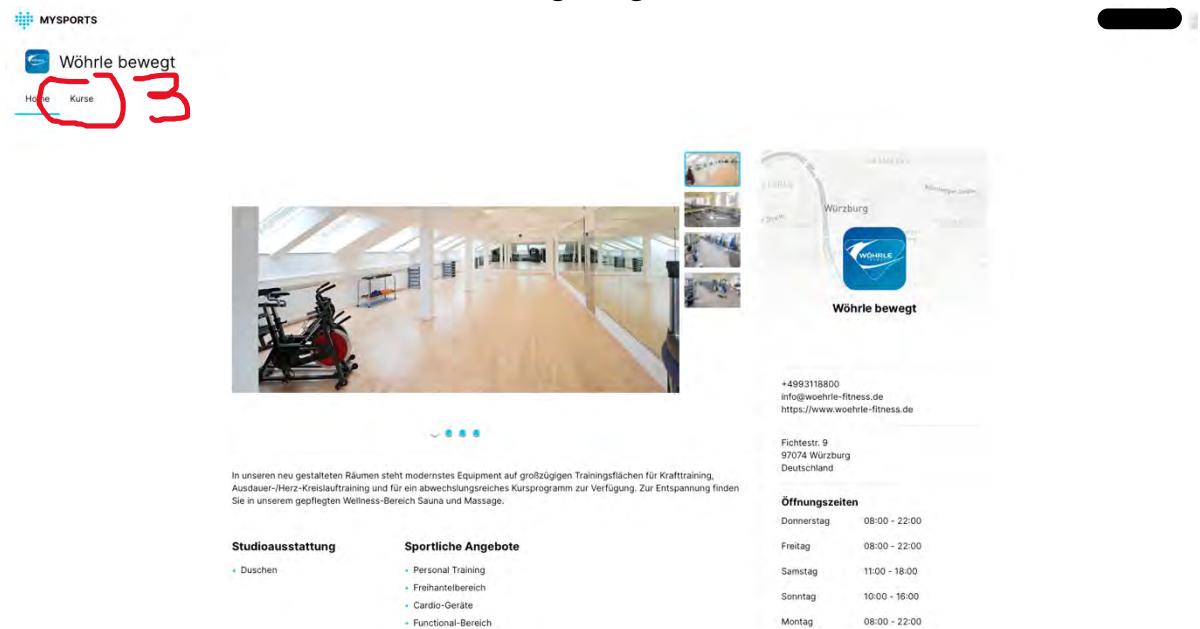 MYSPORTS
Wöhrle bewegt
Home Kurse
3
Würzburg
WÖHRLE
Wöhrle bewegt
+4993118800
info@woehrle-fitness.de
https://www.woehrle-fitness.de
Fichtestr. 9
97074 Würzburg
Deutschland
In unseren neu gestalteten Räumen steht modernstes Equipment auf großzügigen Trainingsflächen für Krafttraining,
Ausdauer-/Herz-Kreislauftraining und für ein abwechslungsreiches Kursprogramm zur Verfügung. Zur Entspannung finden
Sie in unserem gepflegten Wellness-Bereich Sauna und Massage.
Studioausstattung
Duschen
Sportliche Angebote
Personal Training
Freihantelbereich
Cardio-Geräte
Functional-Bereich
Öffnungszeiten
Donnerstag 08:00 - 22:00
Freitag 08:00 - 22:00
Samstag 11:00 - 18:00
Sonntag 10:00 - 16:00
Montag 08:00 - 22:00